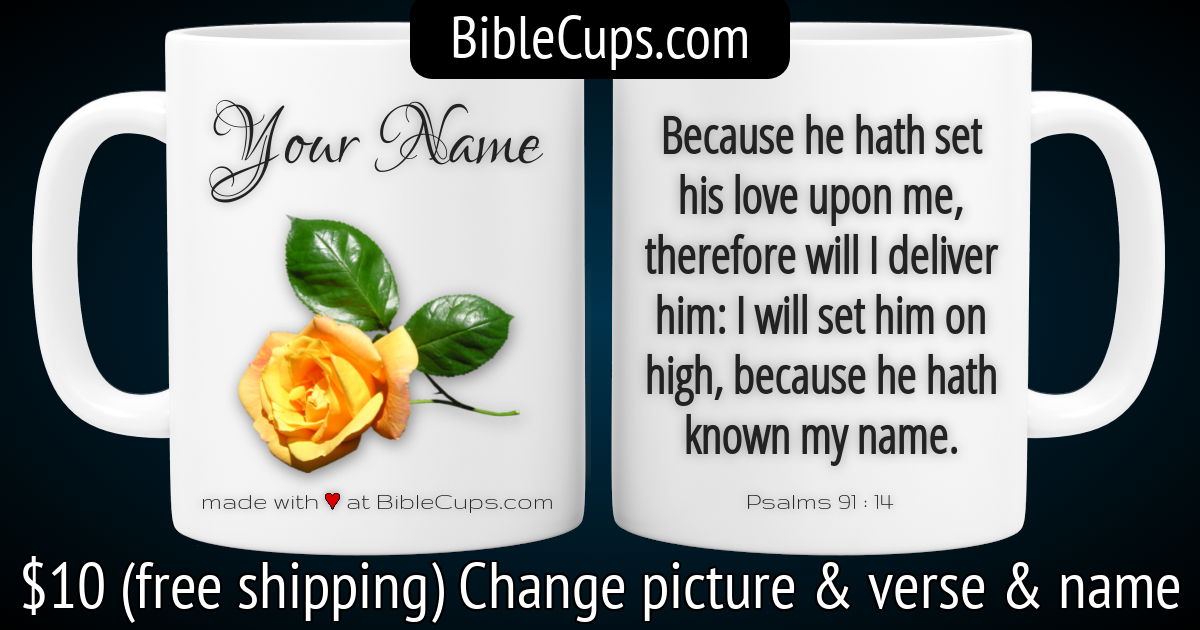 BibleCups.com
Your Name
made with ♥ at BibleCups.com
Because he hath set
his love upon me,
therefore will I deliver
him: I will set him on
high, because he hath
known my name.
Psalms 91 : 14
$10 (free shipping) Change picture & verse & name